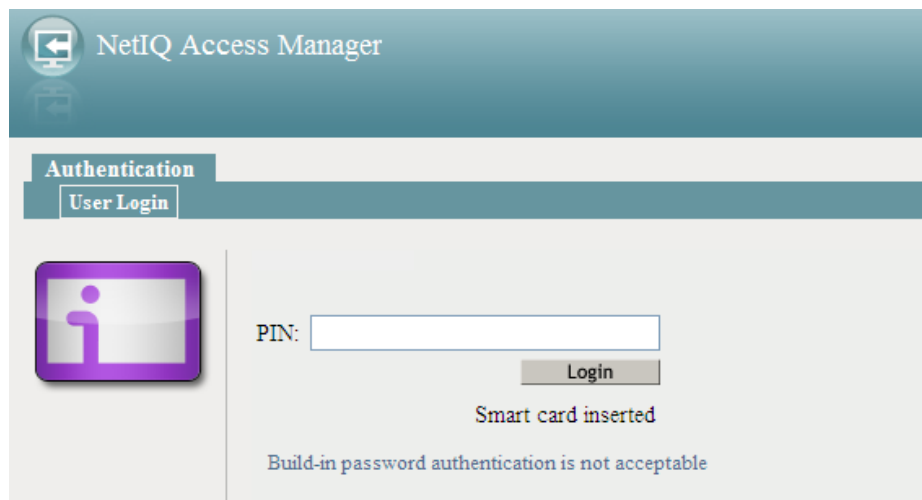 NetIQ Access Manager
Authentication
User Login
PIN:
Login
Smart card inserted
Build-in password authentication is not acceptable